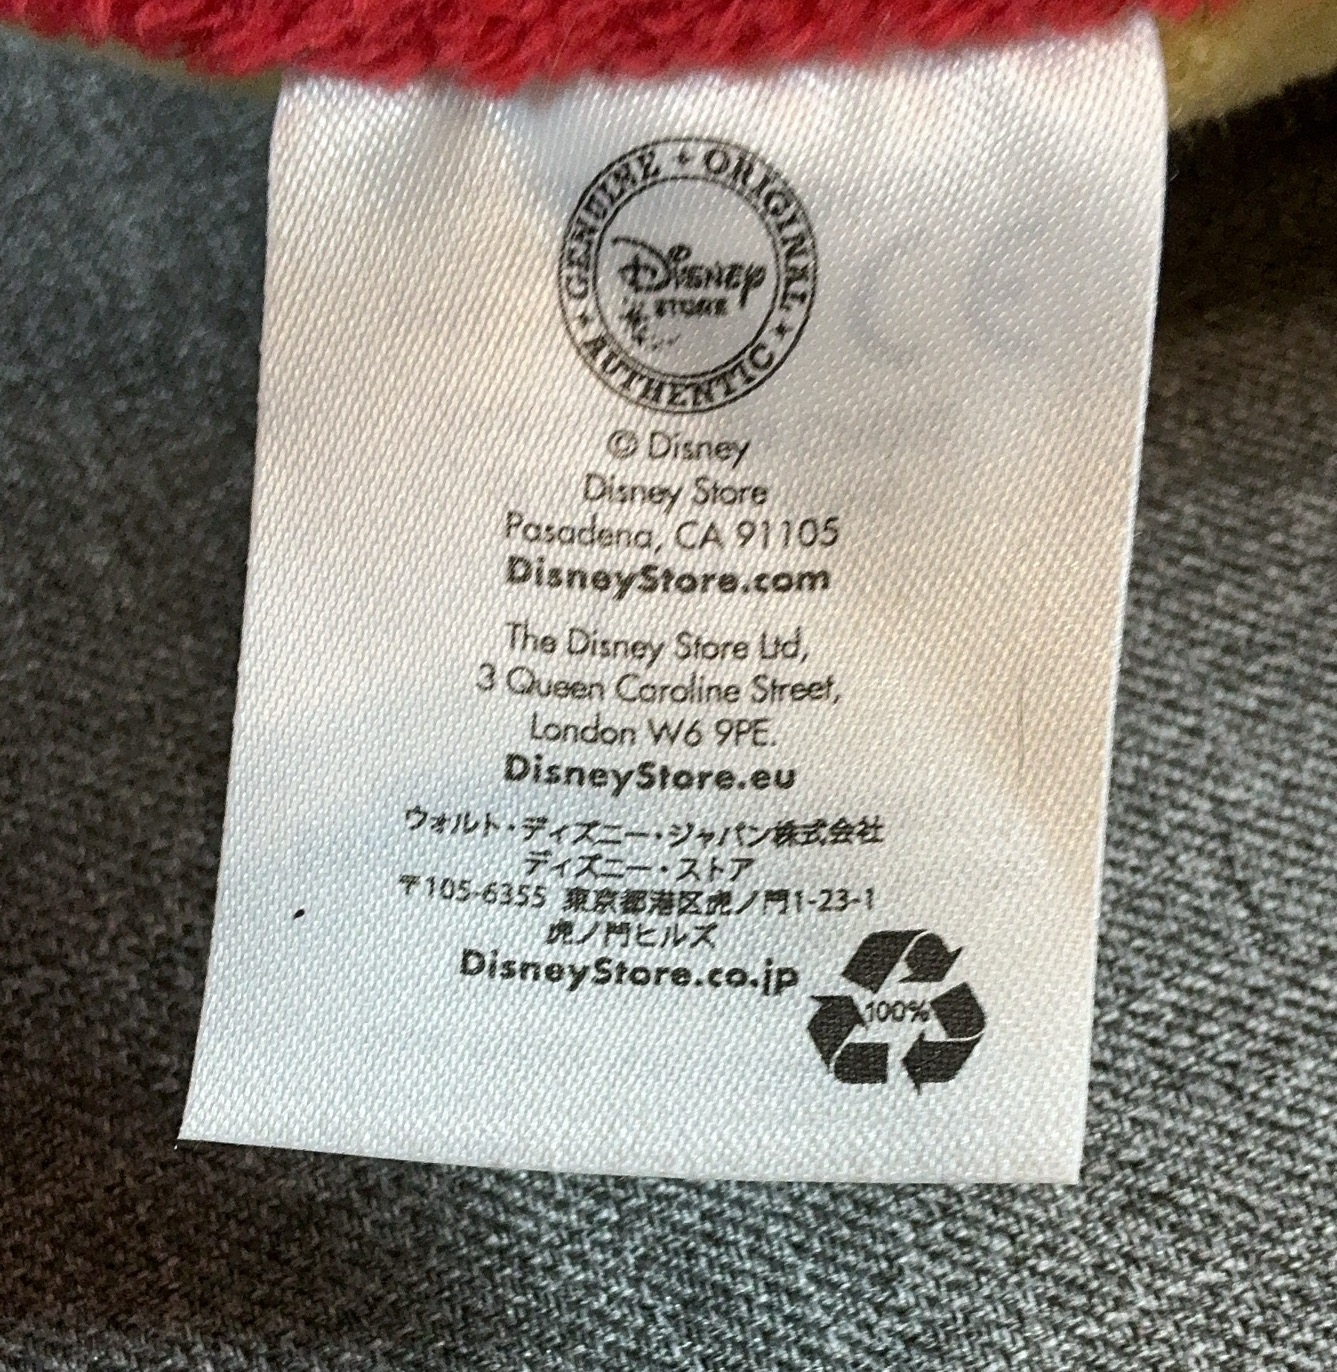 GENUINE • ORIGINAL • AUTHENTIC •
Disney
STORE
© Disney
Disney Store
Pasadena, CA 91105
DisneyStore.com
The Disney Store Ltd,
3 Queen Caroline Street,
London W6 9PE.
DisneyStore.eu
ウォルト・ディズニー・ジャパン株式会社
ディズニー・ストア
〒105-6355 東京都港区虎ノ門1-23-1
虎ノ門ヒルズ
DisneyStore.co.jp
100%